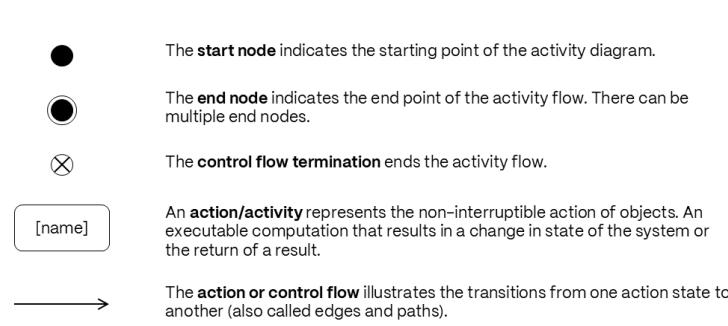 The start node indicates the starting point of the activity diagram.
The end node indicates the end point of the activity flow. There can be
multiple end nodes.
The control flow termination ends the activity flow.
[name]
An action/activity represents the non-interruptible action of objects. An
executable computation that results in a change in state of the system or
the return of a result.
The action or control flow illustrates the transitions from one action state to
another (also called edges and paths).